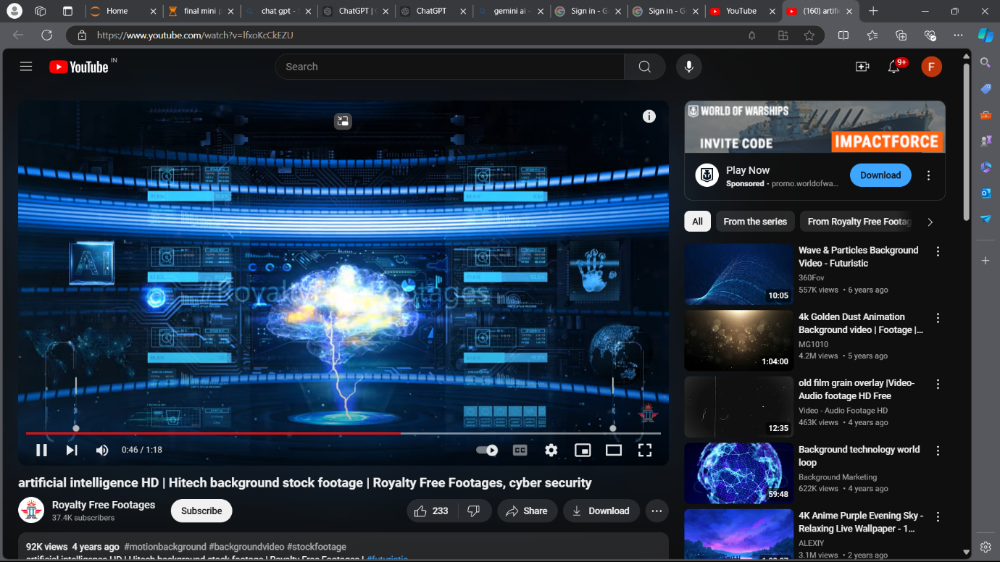 Home
final mini p
chat gpt -
ChatGPT | 
ChatGPT
gemini ai -
Sign in - G
Sign in - G
YouTube
(160) artifi
https://www.youtube.com/watch?v=lfxoKcCkEZU
YouTube IN
Search
9+
F
AI
#Royalty Free Footages
0:46 / 1:18
CC
artificial intelligence HD | Hitech background stock footage | Royalty Free Footages, cyber security
Royalty Free Footages
37.4K subscribers
Subscribe
233
Share
Download
92K views 4 years ago #motionbackground #backgroundvideo #stockfootage
artificial intelligence HD | Hitech background stock footage | Royalty Free Footages | #futuristic
WORLD OF WARSHIPS
INVITE CODE IMPACTFORCE
Play Now
Sponsored · promo.worldofwa...
Download
All
From the series
From Royalty Free Footag
Wave & Particles Background
Video - Futuristic
360Fov
557K views • 6 years ago
10:05
4k Golden Dust Animation
Background video | Footage |...
MG1010
4.2M views • 5 years ago
1:04:00
old film grain overlay |Video-
Audio footage HD Free
Video - Audio Footage HD
463K views • 4 years ago
12:35
Background technology world
loop
Background Marketing
622K views • 4 years ago
59:48
4K Anime Purple Evening Sky -
Relaxing Live Wallpaper - 1...
ALEXIY
3.1M views • 2 years ago